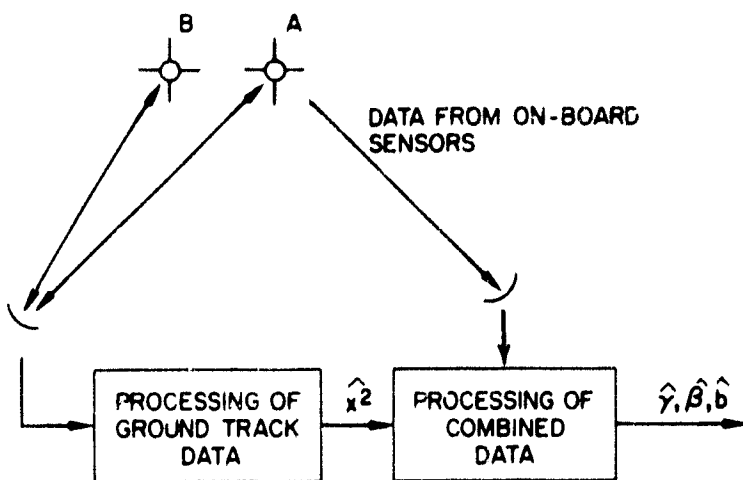 B
A
DATA FROM ON-BOARD
SENSORS
PROCESSING OF
GROUND TRACK
DATA
x̂²
PROCESSING OF
COMBINED
DATA
γ̂, β̂, b̂